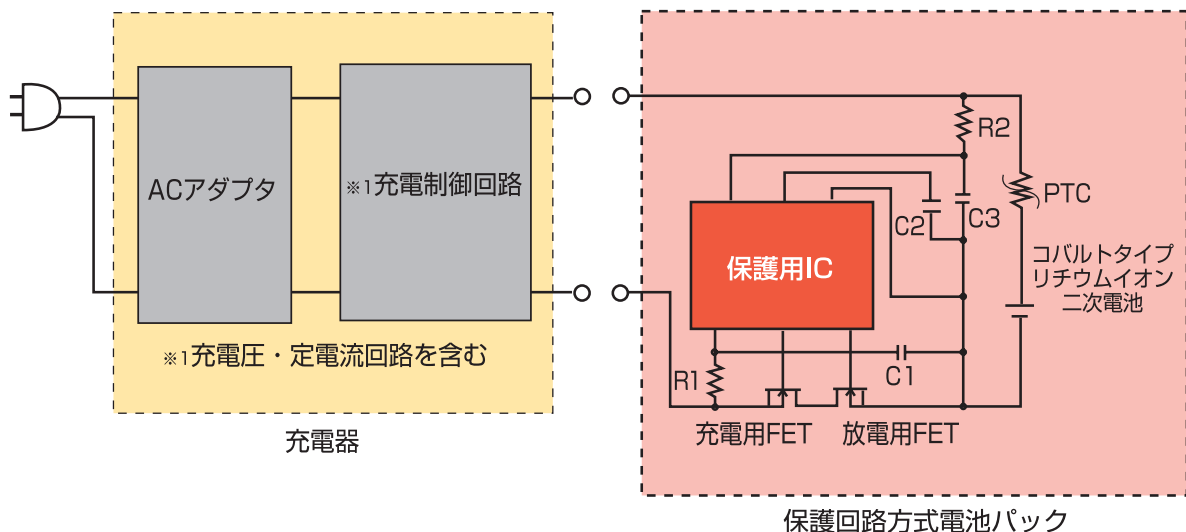 ACアダプタ
※1充電制御回路
※1充電圧・定電流回路を含む
充電器
R2
PTC
C2
C3
保護用IC
コバルトタイプ
リチウムイオン
二次電池
R1
C1
充電用FET
放電用FET
保護回路方式電池パック